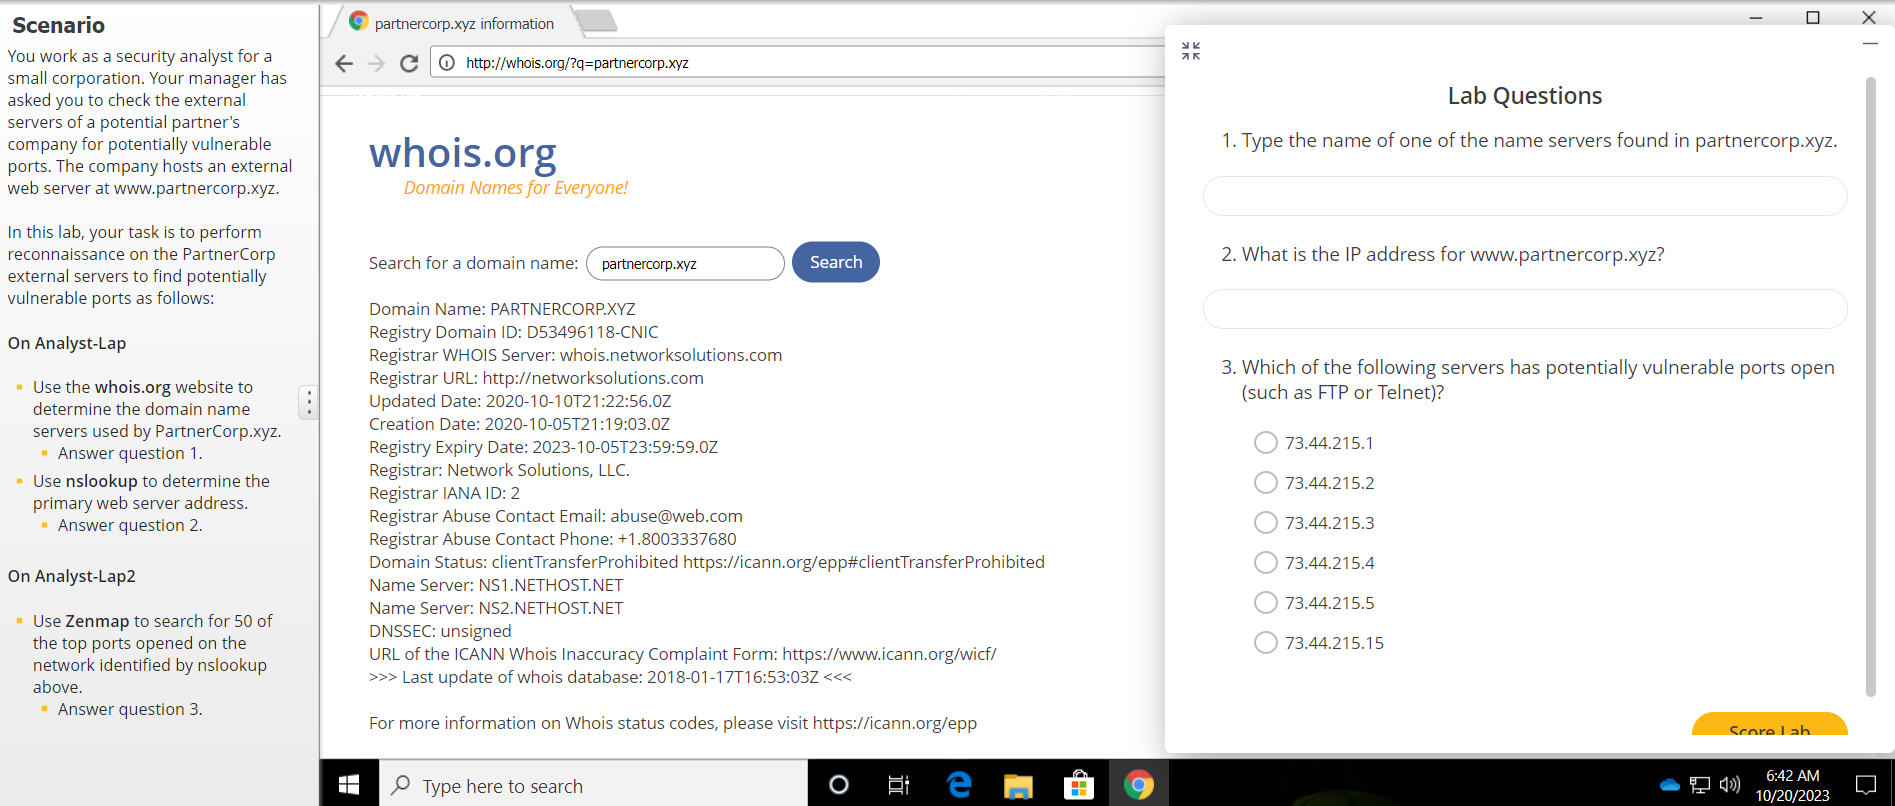 Scenario
You work as a security analyst for a
small corporation. Your manager has
asked you to check the external
servers of a potential partner's
company for potentially vulnerable
ports. The company hosts an external
web server at www.partnercorp.xyz.
In this lab, your task is to perform
reconnaissance on the PartnerCorp
external servers to find potentially
vulnerable ports as follows:
On Analyst-Lap
Use the whois.org website to
determine the domain name
servers used by PartnerCorp.xyz.
Answer question 1.
Use nslookup to determine the
primary web server address.
Answer question 2.
On Analyst-Lap2
Use Zenmap to search for 50 of
the top ports opened on the
network identified by nslookup
above.
Answer question 3.
partnercorp.xyz information
http://whois.org/?q=partnercorp.xyz
whois.org
Domain Names for Everyone!
Search for a domain name: partnercorp.xyz Search
Domain Name: PARTNERCORP.XYZ
Registry Domain ID: D53496118-CNIC
Registrar WHOIS Server: whois.networksolutions.com
Registrar URL: http://networksolutions.com
Updated Date: 2020-10-10T21:22:56.0Z
Creation Date: 2020-10-05T21:19:03.0Z
Registry Expiry Date: 2023-10-05T23:59:59.0Z
Registrar: Network Solutions, LLC.
Registrar IANA ID: 2
Registrar Abuse Contact Email: abuse@web.com
Registrar Abuse Contact Phone: +1.8003337680
Domain Status: clientTransferProhibited https://icann.org/epp#clientTransferProhibited
Name Server: NS1.NETHOST.NET
Name Server: NS2.NETHOST.NET
DNSSEC: unsigned
URL of the ICANN Whois Inaccuracy Complaint Form: https://www.icann.org/wicf/
>>> Last update of whois database: 2018-01-17T16:53:03Z <<<
For more information on Whois status codes, please visit https://icann.org/epp
Lab Questions
1. Type the name of one of the name servers found in partnercorp.xyz.
2. What is the IP address for www.partnercorp.xyz?
3. Which of the following servers has potentially vulnerable ports open
(such as FTP or Telnet)?
73.44.215.1
73.44.215.2
73.44.215.3
73.44.215.4
73.44.215.5
73.44.215.15
Score Lab
Type here to search
6:42 AM
10/20/2023